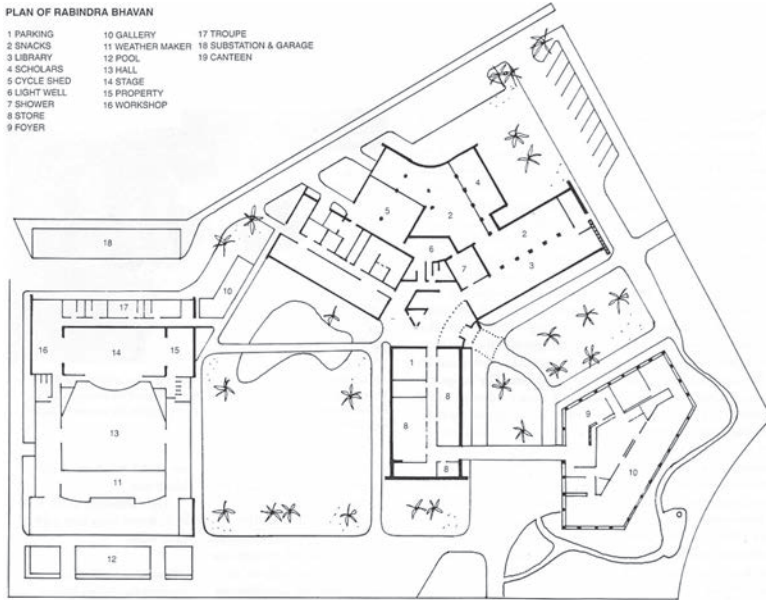 PLAN OF RABINDRA BHAVAN
1 PARKING
2 SNACKS
3 LIBRARY
4 SCHOLARS
5 CYCLE SHED
6 LIGHT WELL
7 SHOWER
8 STORE
9 FOYER
10 GALLERY
11 WEATHER MAKER
12 POOL
13 HALL
14 STAGE
15 PROPERTY
16 WORKSHOP
17 TROUPE
18 SUBSTATION & GARAGE
19 CANTEEN
4
5
2
2
6
18
7
3
10
17
16
14
15
1
8
9
8
13
10
8
11
12